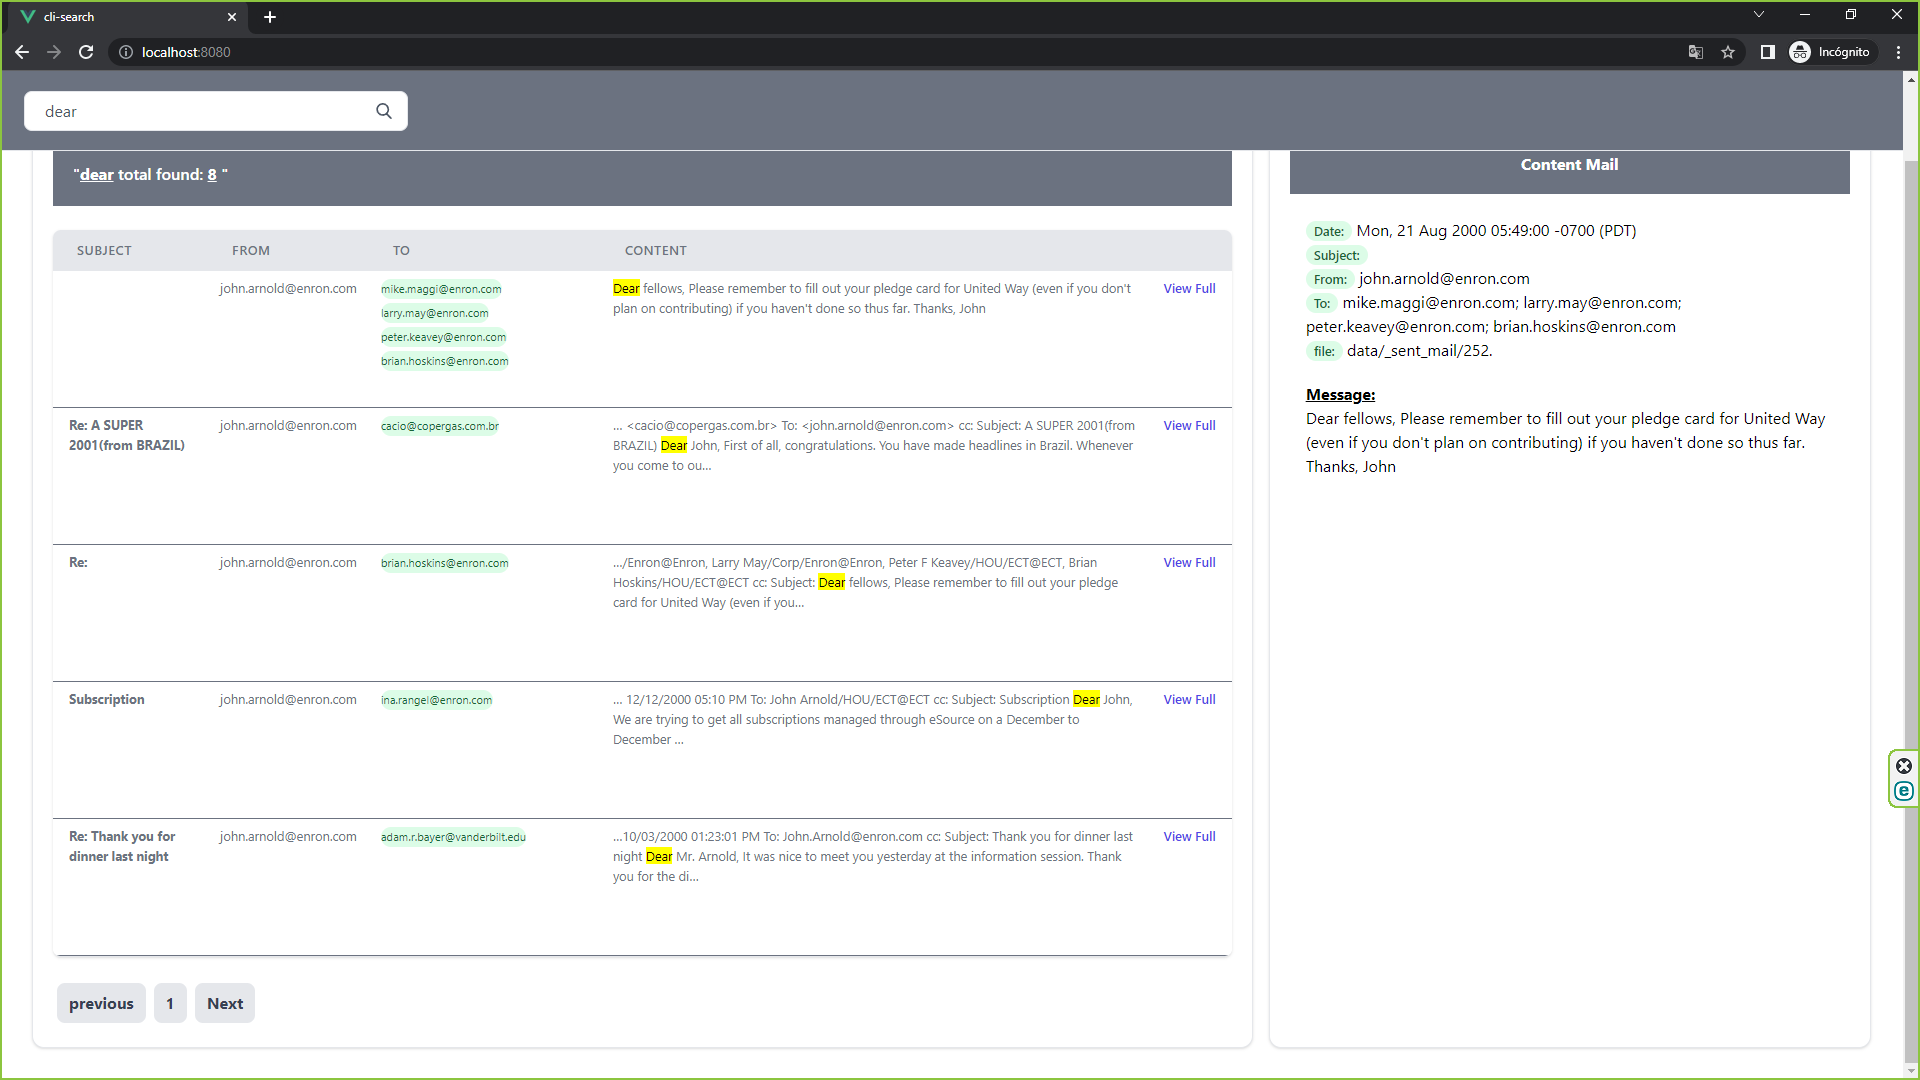 cli-search
localhost:8080
Incógnito
dear
"dear total found: 8 "
SUBJECT FROM TO CONTENT
john.arnold@enron.com mike.maggi@enron.com Dear fellows, Please remember to fill out your pledge card for United Way (even if you don't View Full
larry.may@enron.com plan on contributing) if you haven't done so thus far. Thanks, John
peter.keavey@enron.com
brian.hoskins@enron.com
Re: A SUPER john.arnold@enron.com cacio@copergas.com.br ... <cacio@copergas.com.br> To: <john.arnold@enron.com> cc: Subject: A SUPER 2001(from View Full
2001(from BRAZIL) BRAZIL) Dear John, First of all, congratulations. You have made headlines in Brazil. Whenever
you come to ou...
Re: john.arnold@enron.com brian.hoskins@enron.com .../Enron@Enron, Larry May/Corp/Enron@Enron, Peter F Keavey/HOU/ECT@ECT, Brian View Full
Hoskins/HOU/ECT@ECT cc: Subject: Dear fellows, Please remember to fill out your pledge
card for United Way (even if you...
Subscription john.arnold@enron.com ina.rangel@enron.com ... 12/12/2000 05:10 PM To: John Arnold/HOU/ECT@ECT cc: Subject: Subscription Dear John, View Full
We are trying to get all subscriptions managed through eSource on a December to
December ...
Re: Thank you for john.arnold@enron.com adam.r.bayer@vanderbilt.edu ...10/03/2000 01:23:01 PM To: John.Arnold@enron.com cc: Subject: Thank you for dinner last View Full
dinner last night night Dear Mr. Arnold, It was nice to meet you yesterday at the information session. Thank
you for the di...
previous 1 Next
Content Mail
Date: Mon, 21 Aug 2000 05:49:00 -0700 (PDT)
Subject:
From: john.arnold@enron.com
To: mike.maggi@enron.com; larry.may@enron.com;
peter.keavey@enron.com; brian.hoskins@enron.com
file: data/_sent_mail/252.
Message:
Dear fellows, Please remember to fill out your pledge card for United Way
(even if you don't plan on contributing) if you haven't done so thus far.
Thanks, John